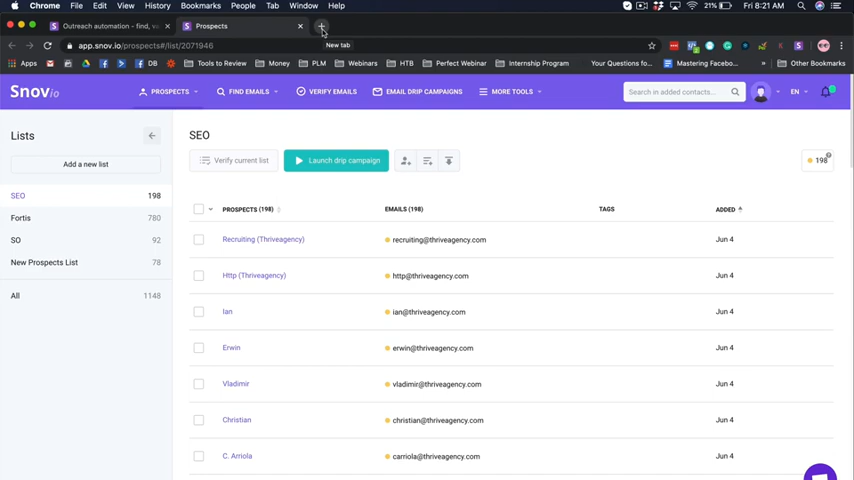 Chrome File Edit View History Bookmarks People Tab Window Help 21% Fri 8:21 AM
Outreach automation - find, va × Prospects ×
app.snov.io/prospects#/list/2071946
New tab
Apps DB Tools to Review Money PLM Webinars HTB Perfect Webinar Internship Program Your Questions, fo Mastering Faceboo... » Other Bookmarks
Snovio PROSPECTS FIND EMAILS VERIFY EMAILS EMAIL DRIP CAMPAIGNS MORE TOOLS Search in added contacts... EN
Lists
SEO
Add a new list
Verify current list Launch drip campaign 198
SEO 198
Fortis 780
SO 92
New Prospects List 78
All 1148
PROSPECTS (198) EMAILS (198) TAGS ADDED
Recruiting (Thriveagency) recruiting@thriveagency.com Jun 4
Http (Thriveagency) http@thriveagency.com Jun 4
Ian ian@thriveagency.com Jun 4
Erwin erwin@thriveagency.com Jun 4
Vladimir vladimir@thriveagency.com Jun 4
Christian christian@thriveagency.com Jun 4
C. Arriola carriola@thriveagency.com Jun 4